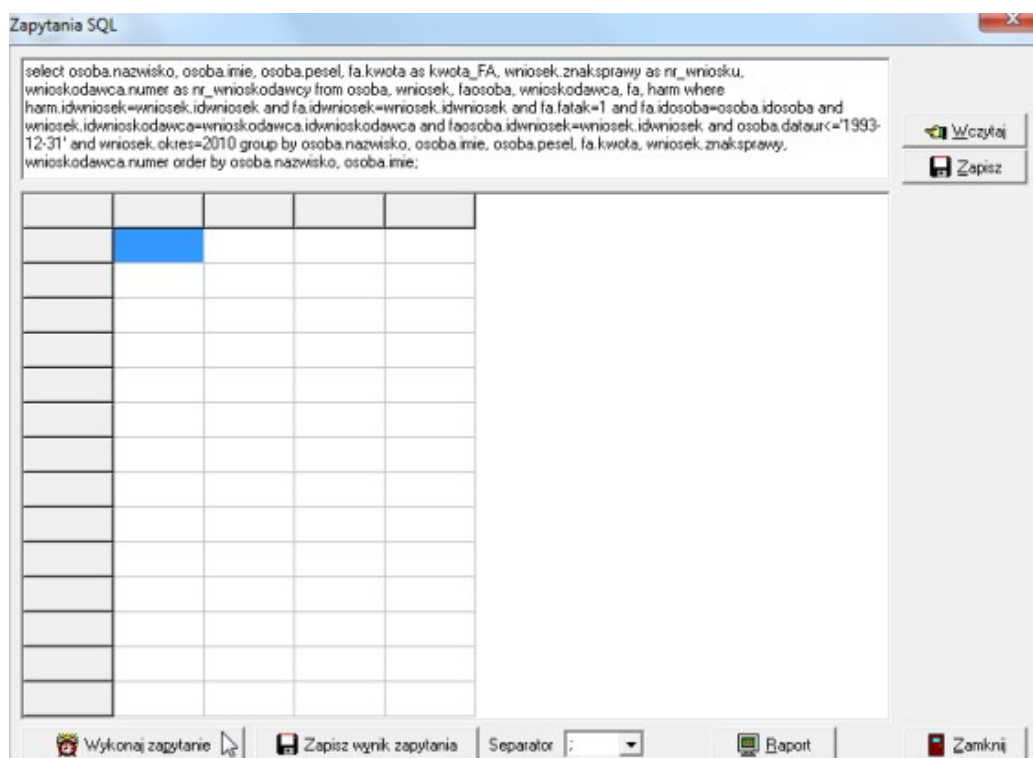 Zapytania SQL
select osoba.nazwisko, osoba.imie, osoba.pesel, fa.kwota as kwota_FA, wniosek.znaksprawy as nr_wniosku,
wnioskodawca.numer as nr_wnioskodawcy from osoba, wniosek, faosoba, wnioskodawca, fa, harm where
harm.idwniosek=wniosek.idwniosek and fa.idwniosek=wniosek.idwniosek and fa.fatak=1 and fa.idosoba=osoba.idosoba and
wniosek.idwnioskodawca=wnioskodawca.idwnioskodawca and faosoba.idwniosek=wniosek.idwniosek and osoba.dataur<='1993-
12-31' and wniosek.okres=2010 group by osoba.nazwisko, osoba.imie, osoba.pesel, fa.kwota, wniosek.znaksprawy,
wnioskodawca.numer order by osoba.nazwisko, osoba.imie;
Wczytaj
Zapisz
Wykonaj zapytanie
Zapisz wynik zapytania
Separator ;
Raport
Zamknij